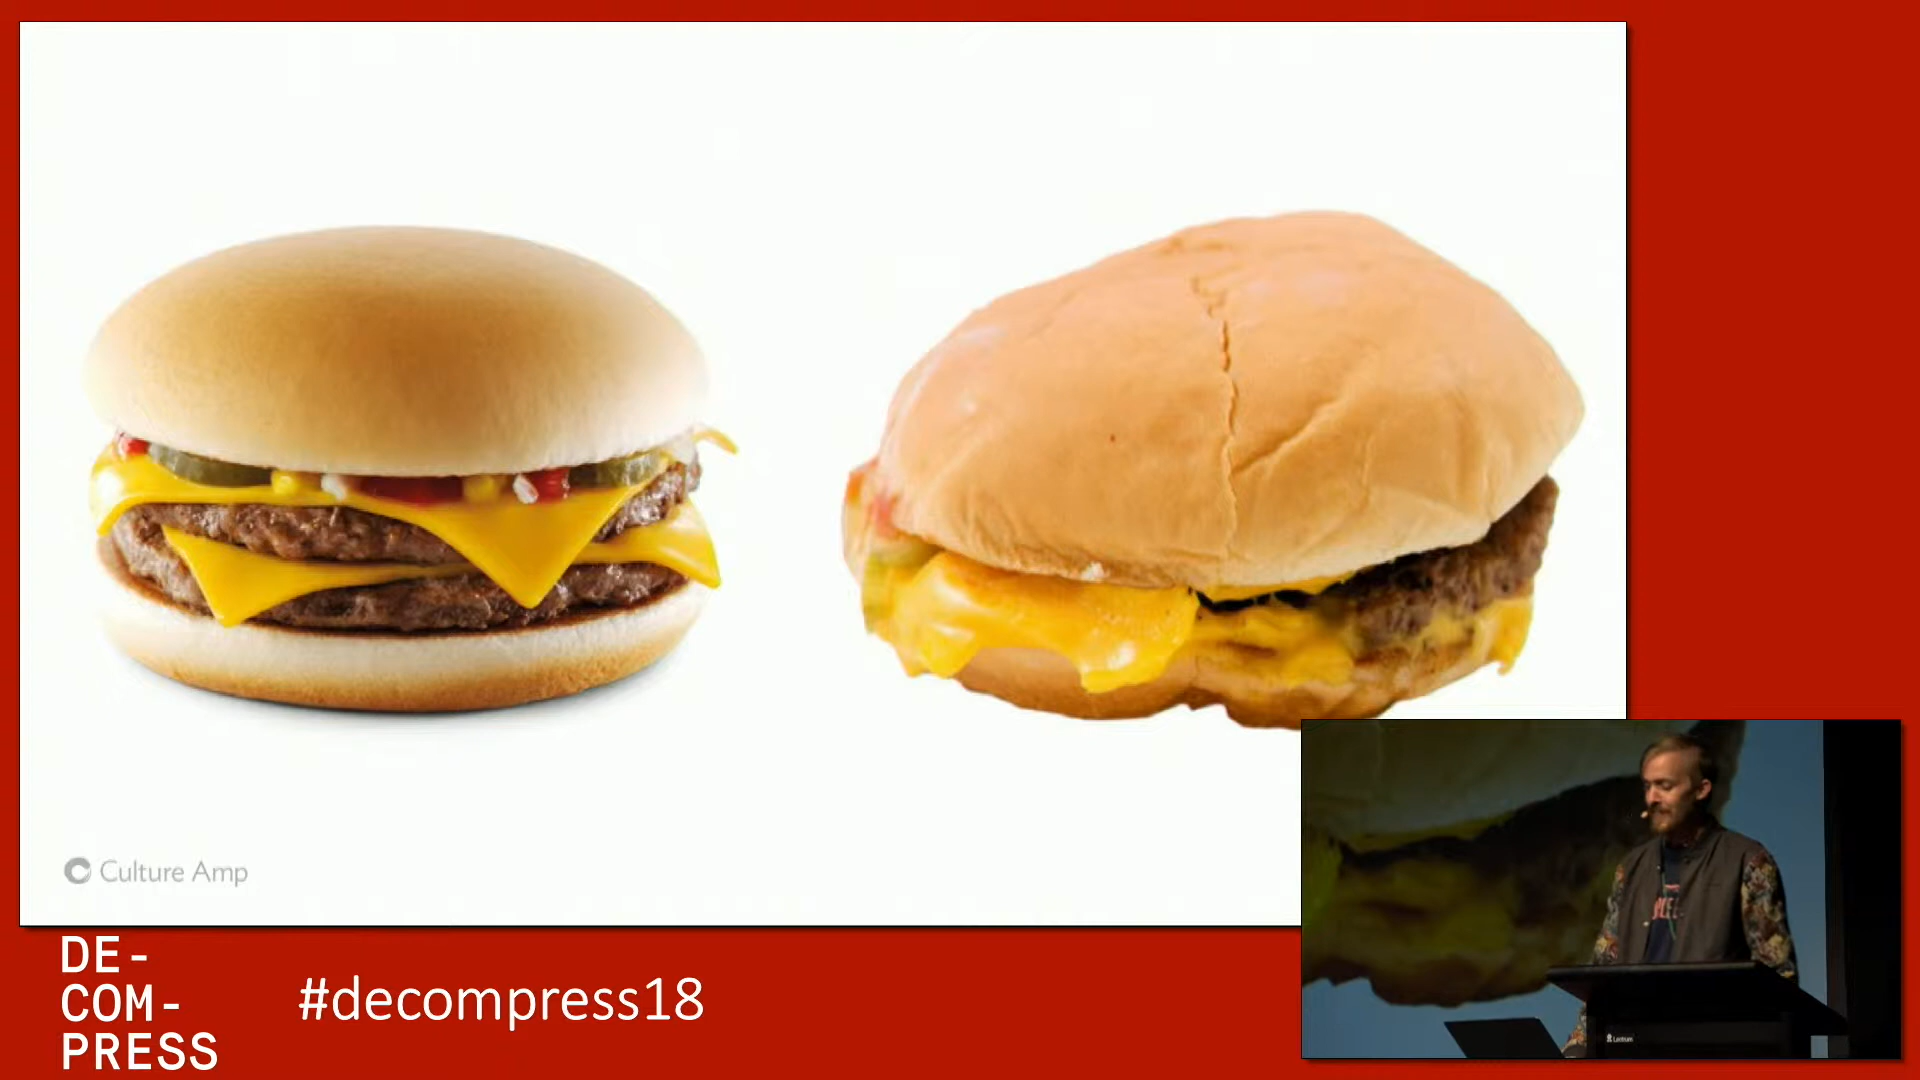 Culture Amp
DE-
COM-
PRESS
#decompress18